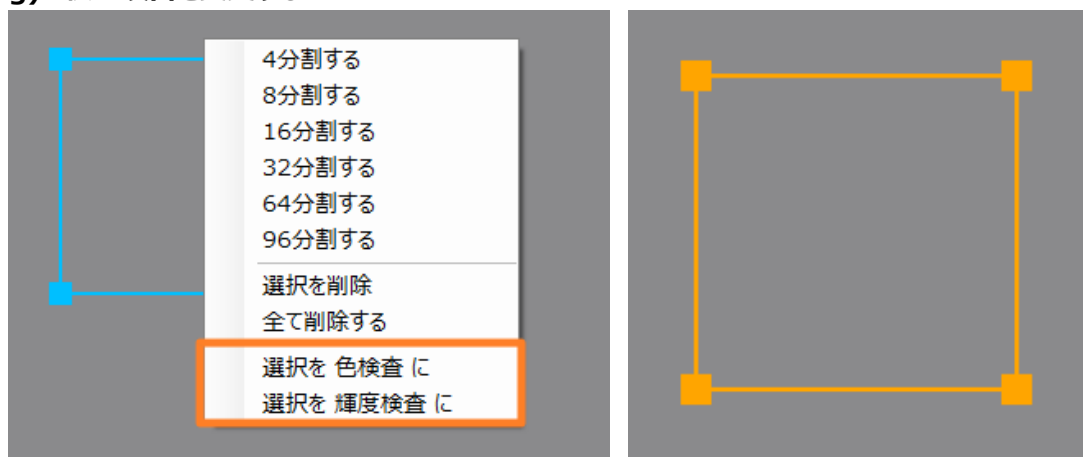 4分割する
8分割する
16分割する
32分割する
64分割する
96分割する
選択を削除
全て削除する
選択を 色検査 に
選択を 輝度検査 に